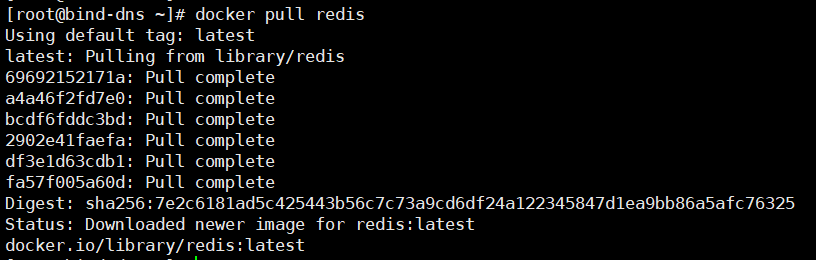 [root@bind-dns ~]# docker pull redis
Using default tag: latest
latest: Pulling from library/redis
69692152171a: Pull complete
a4a46f2fd7e0: Pull complete
bcdf6fddc3bd: Pull complete
2902e41faefa: Pull complete
df3e1d63cdb1: Pull complete
fa57f005a60d: Pull complete
Digest: sha256:7e2c6181ad5c425443b56c7c73a9cd6df24a122345847d1ea9bb86a5afc76325
Status: Downloaded newer image for redis:latest
docker.io/library/redis:latest